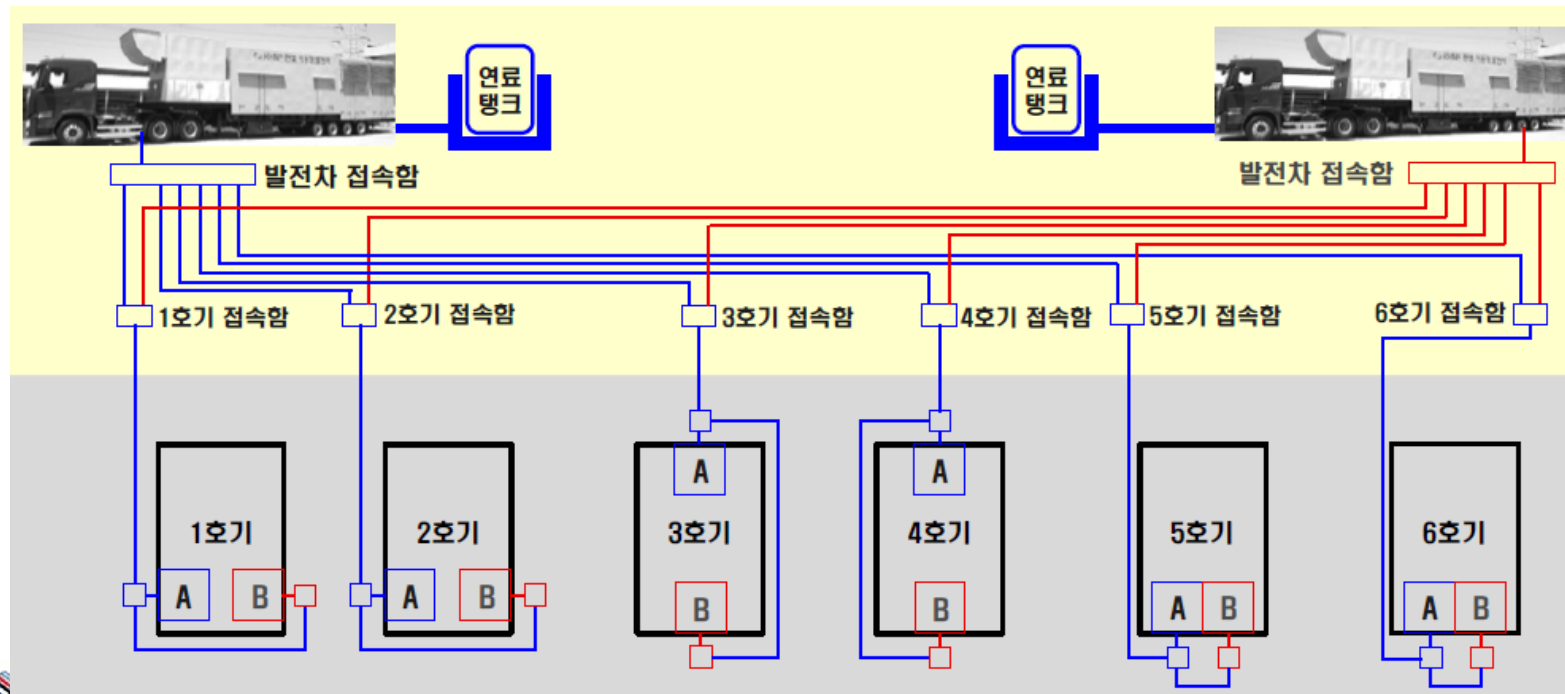 연료
탱크
연료
탱크
발전차 접속함
발전차 접속함
1호기 접속함
2호기 접속함
3호기 접속함
4호기 접속함
5호기 접속함
6호기 접속함
A
A
1호기
2호기
3호기
4호기
5호기
6호기
A
B
A
B
B
B
A
B
A
B